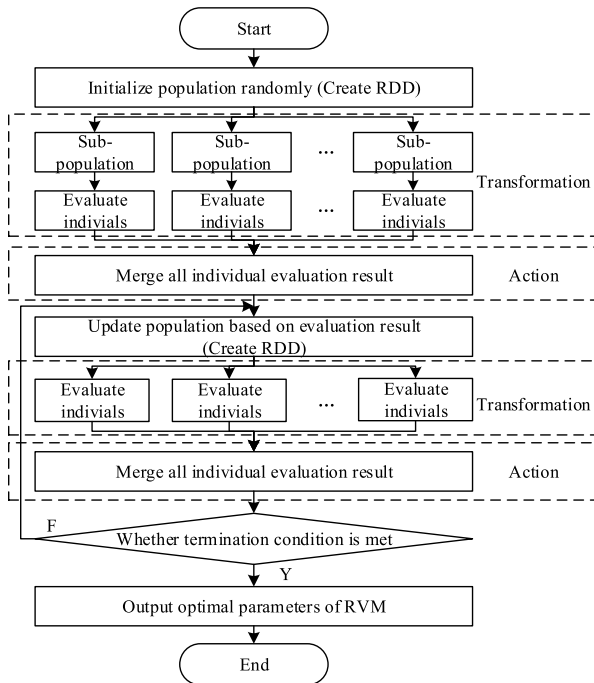 Start
Initialize population randomly (Create RDD)
Sub-
population
Sub-
population
...
Sub-
population
Transformation
Evaluate
indivials
Evaluate
indivials
...
Evaluate
indivials
Merge all individual evaluation result
Action
Update population based on evaluation result
(Create RDD)
Evaluate
indivials
Evaluate
indivials
...
Evaluate
indivials
Transformation
Merge all individual evaluation result
Action
F
Whether termination condition is met
Y
Output optimal parameters of RVM
End